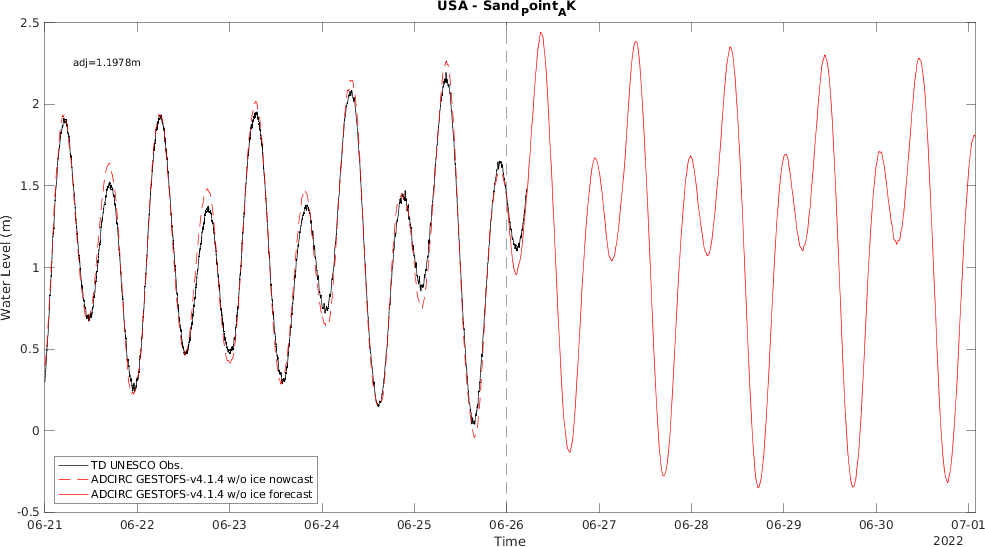 USA - Sand_Point_AK
2.5
adj=1.1978m
2
1.5
Water Level (m)
1
0.5
0
TD UNESCO Obs.
ADCIRC GESTOFS-v4.1.4 w/o ice nowcast
ADCIRC GESTOFS-v4.1.4 w/o ice forecast
-0.5
06-21 06-22 06-23 06-24 06-25 06-26 06-27 06-28 06-29 06-30 07-01
Time 2022